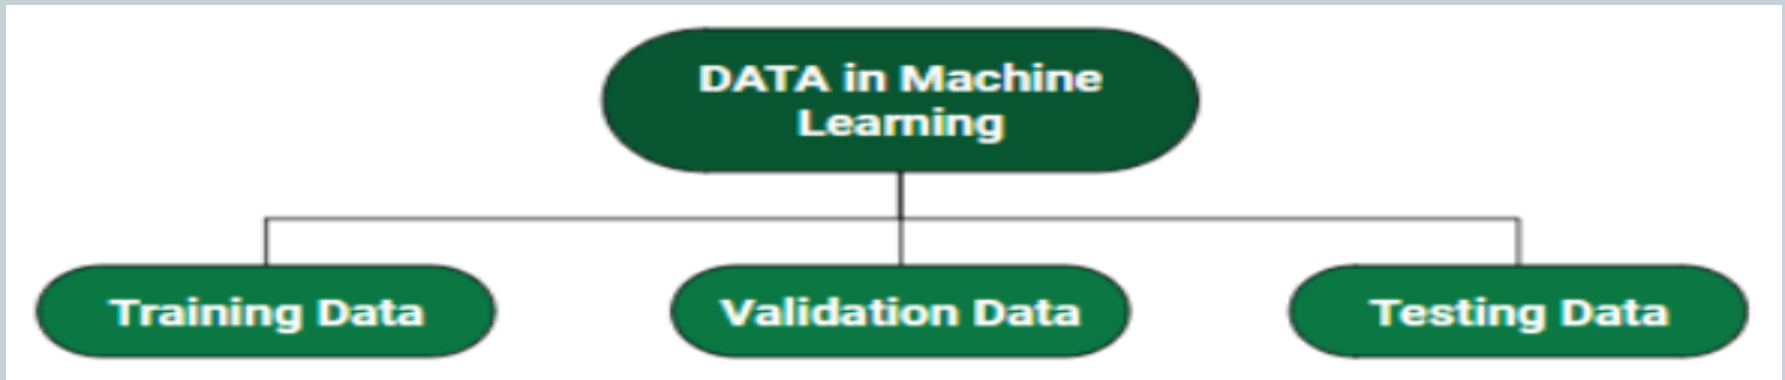 DATA in Machine
Learning
Training Data
Validation Data
Testing Data